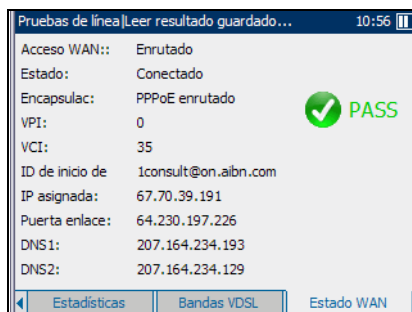 Pruebas de línea|Leer resultado guardado... 10:56
Acceso WAN:: Enrutado
Estado: Conectado
Encapsulac: PPPoE enrutado
PASS
VPI: 0
VCI: 35
ID de inicio de 1consult@on.aibn.com
IP asignada: 67.70.39.191
Puerta enlace: 64.230.197.226
DNS1: 207.164.234.193
DNS2: 207.164.234.129
Estadísticas Bandas VDSL Estado WAN